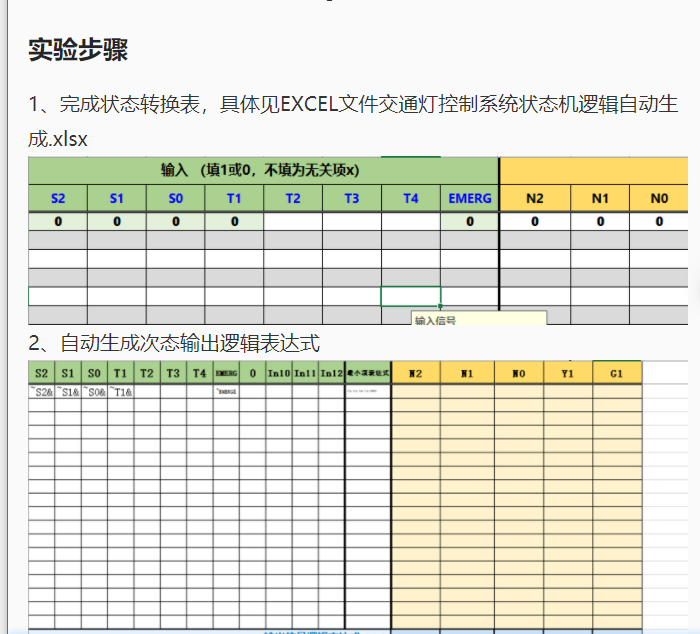 实验步骤
1、完成状态转换表，具体见EXCEL文件交通灯控制系统状态机逻辑自动生
成.xlsx
输入 （填1或0，不填为无关项x）
S2 S1 S0 T1 T2 T3 T4 EMERG N2 N1 N0
0 0 0 0 0 0 0 0
输入信号
2、自动生成次态输出逻辑表达式
S2 S1 S0 T1 T2 T3 T4 EMERG 0 In10 In11 In12 最小项表达式 N2 N1 N0 Y1 G1
~S2& ~S1& ~S0& ~T1& ~EMERG&